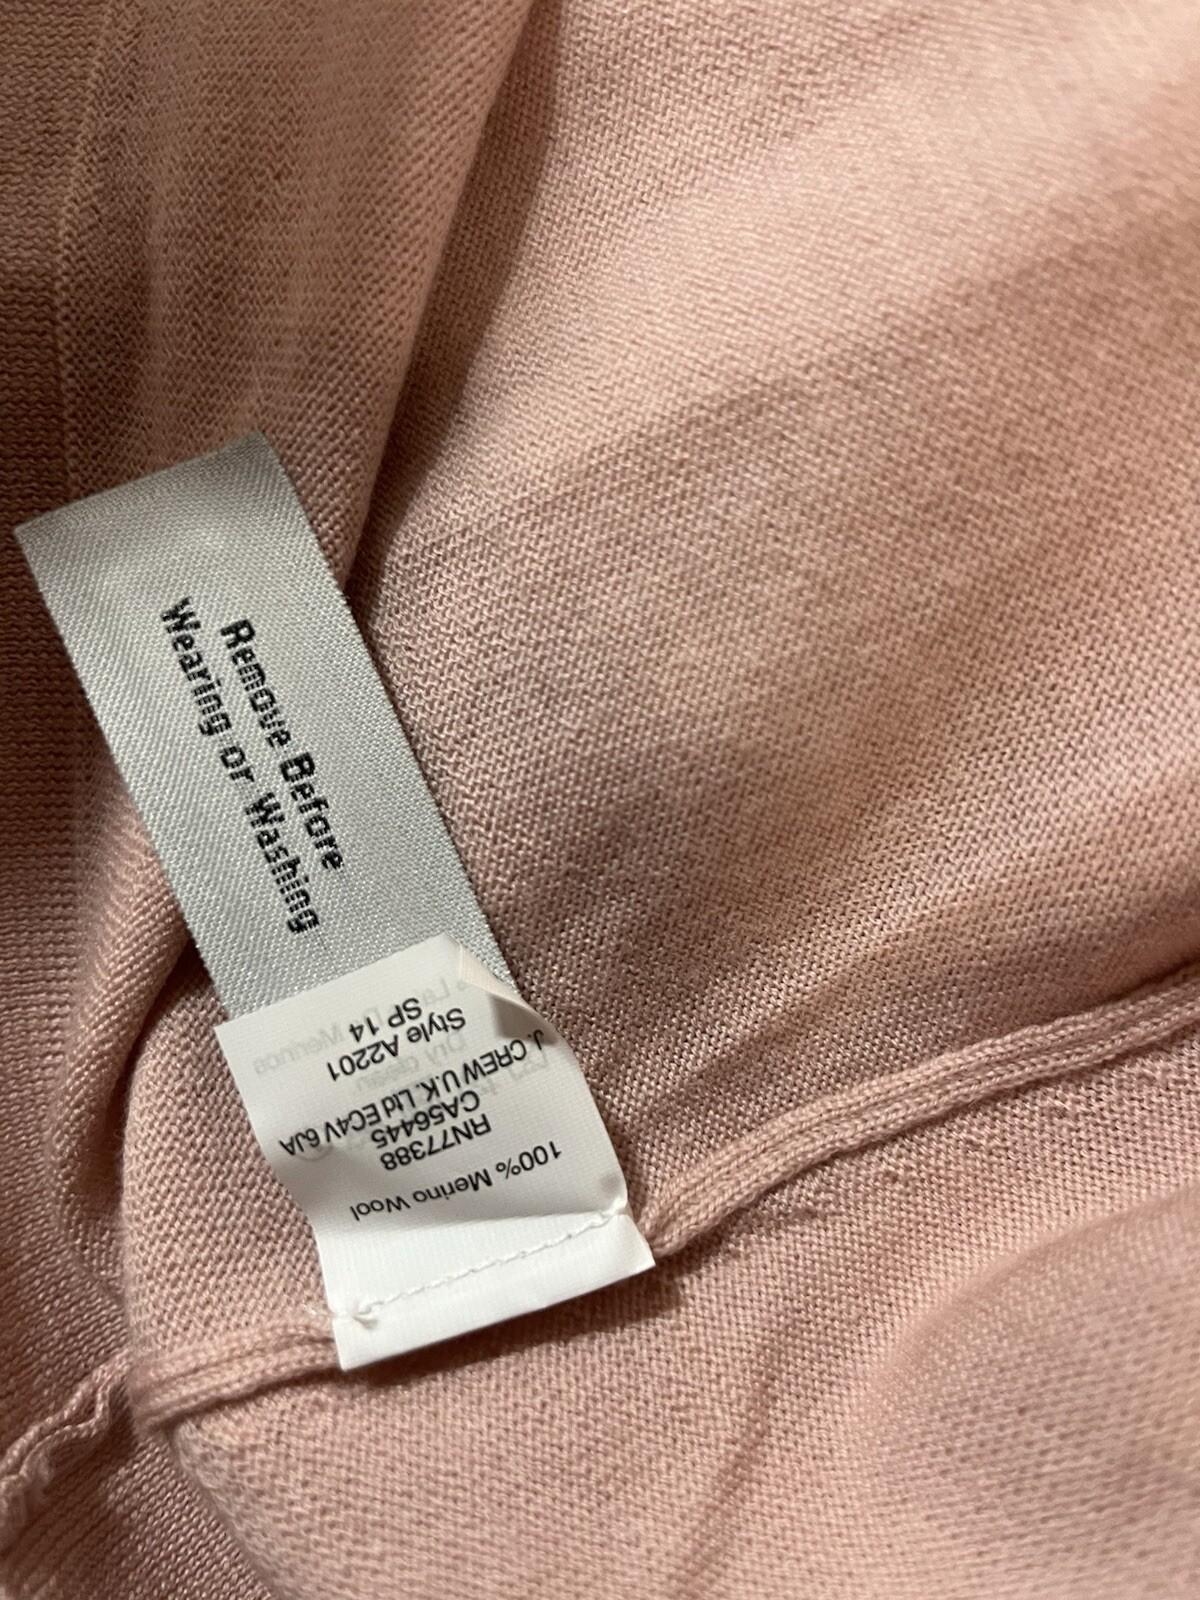 Remove Before
Wearing or Washing
100% Merino Wool
RN77388
CA56445
J. CREW U.K. Ltd EC4V 6JA
Style A2201
SP 14